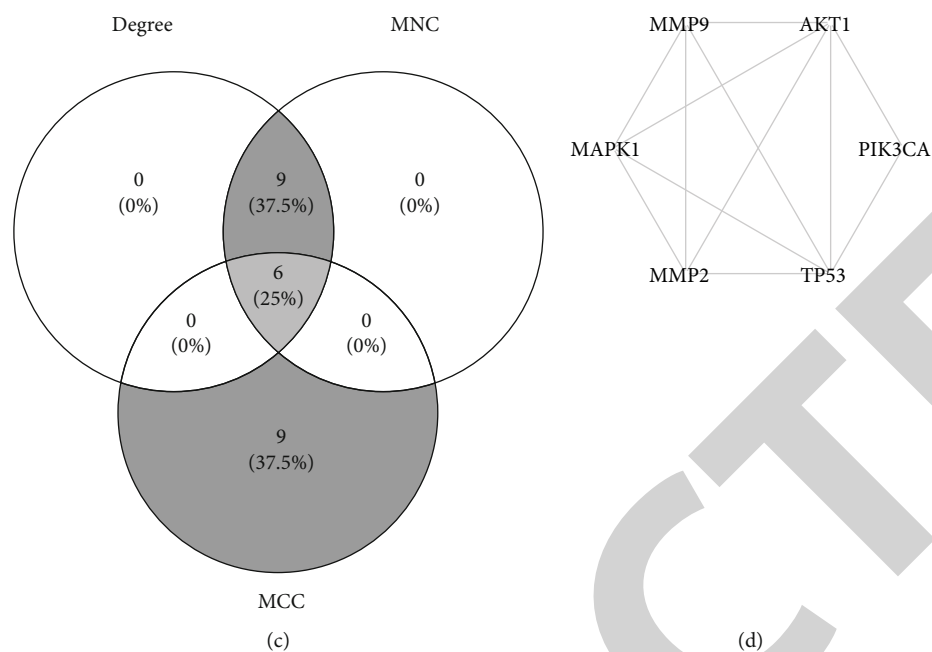 Degree
MNC
0
(0%)
9
(37.5%)
0
(0%)
6
(25%)
0
(0%)
0
(0%)
9
(37.5%)
MCC
(c)
MMP9
AKT1
MAPK1
PIK3CA
MMP2
TP53
(d)
CTE